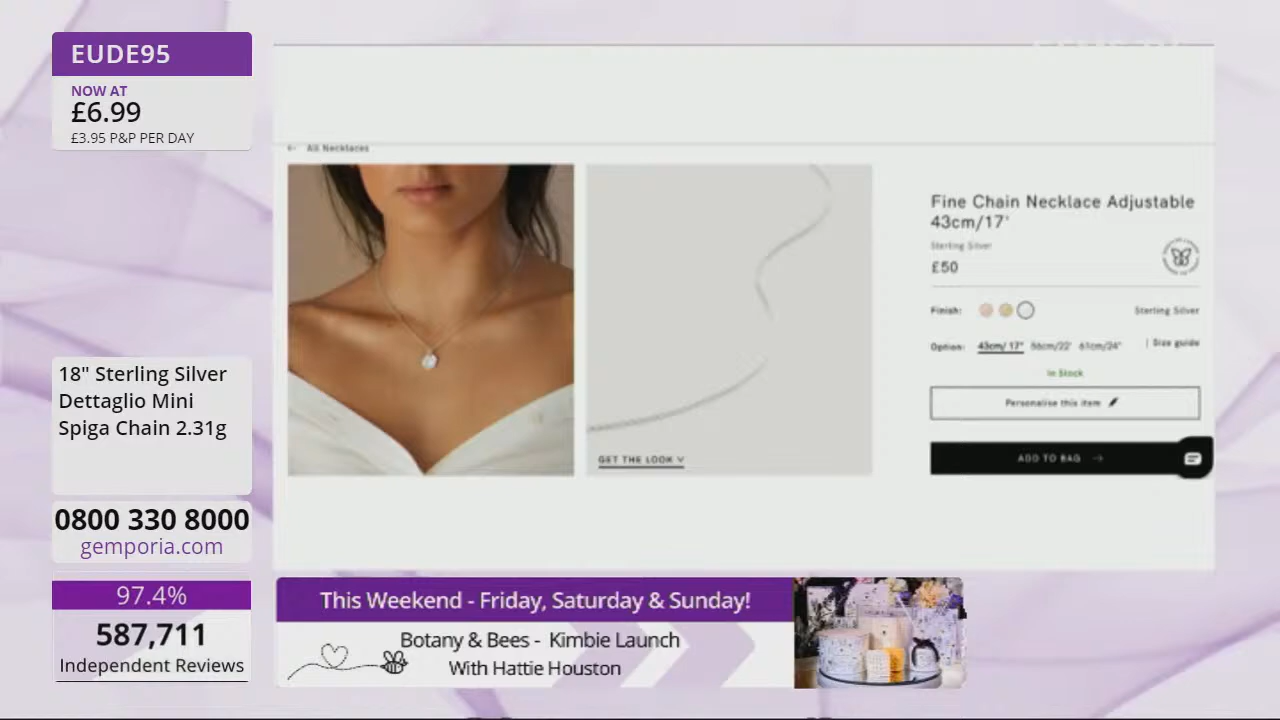 EUDE95
NOW AT
£6.99
£3.95 P&P PER DAY
18" Sterling Silver
Dettaglio Mini
Spiga Chain 2.31g
0800 330 8000
gemporia.com
97.4%
587,711
Independent Reviews
← All Necklaces
GET THE LOOK
Fine Chain Necklace Adjustable
43cm/17"
Sterling Silver
£50
Finish: Sterling Silver
Option: 43cm/17" 56cm/22" 61cm/24" | Size guide
In Stock
Personalise this item
ADD TO BAG →
This Weekend - Friday, Saturday & Sunday!
Botany & Bees - Kimbie Launch
With Hattie Houston